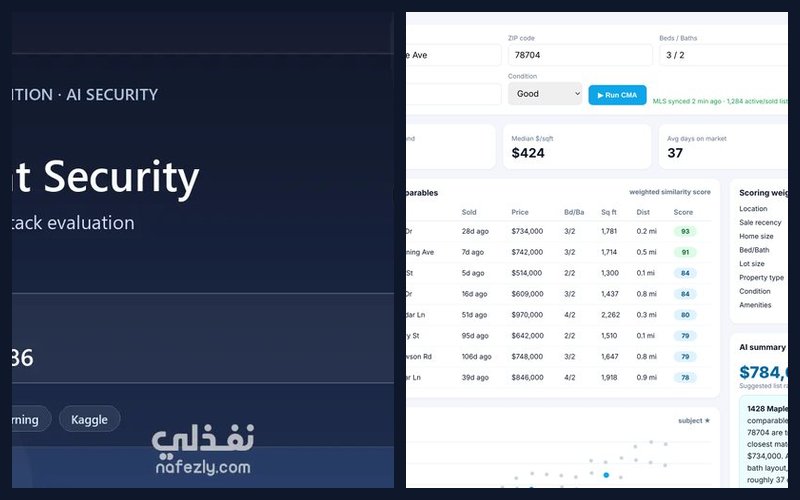 ITION · AI SECURITY
t Security
tack evaluation
36
rning
Kaggle
نفذلي
nafezly.com
ZIP code
Beds / Baths
e Ave
78704
3 / 2
Condition
Good
▶ Run CMA
MLS synced 2 min ago · 1,284 active/sold list
nd
Median $/sqft
Avg days on market
$424
37
parables
weighted similarity score
Sold Price Bd/Ba Sq ft Dist Score
Dr 28d ago $734,000 3/2 1,781 0.2 mi 93
ning Ave 7d ago $742,000 3/2 1,714 0.5 mi 91
St 5d ago $514,000 2/2 1,300 0.1 mi 84
Dr 16d ago $609,000 3/2 1,437 0.8 mi 84
dar Ln 51d ago $970,000 4/2 2,262 0.3 mi 80
y St 95d ago $642,000 2/2 1,510 0.1 mi 79
wson Rd 106d ago $748,000 3/2 1,647 0.8 mi 79
ar Ln 39d ago $846,000 4/2 1,918 0.9 mi 78
subject ★
Scoring weig
Location
Sale recency
Home size
Bed/Bath
Lot size
Property type
Condition
Amenities
AI summary
$784,
Suggested list ra
1428 Maple
comparable
78704 are t
closest mat
$734,000. A
bath layout,
roughly 37 d